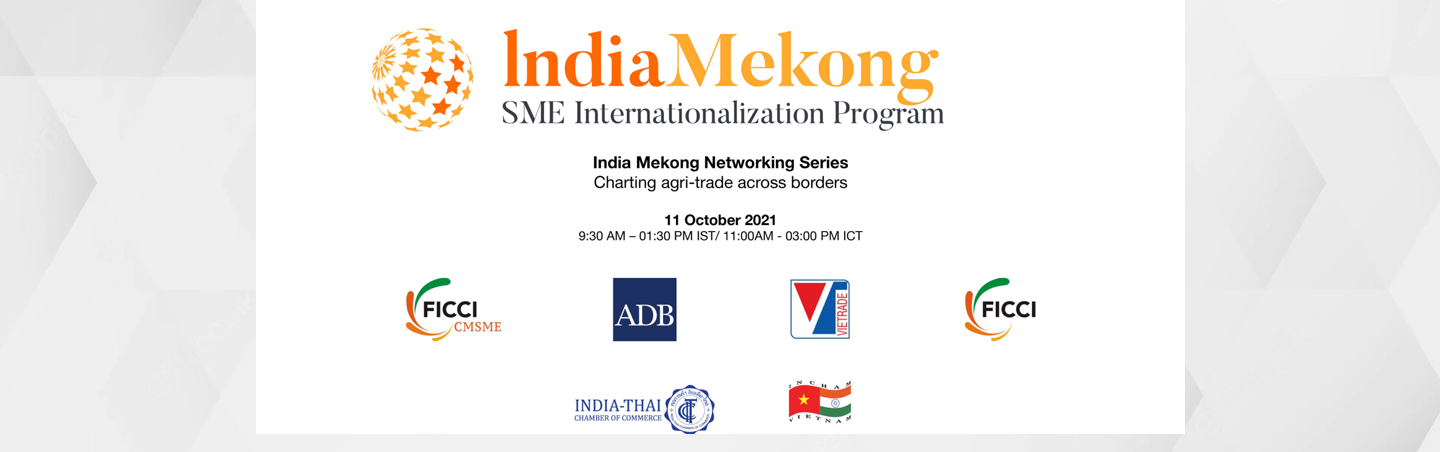 IndiaMekong
SME Internationalization Program
India Mekong Networking Series
Charting agri-trade across borders
11 October 2021
9:30 AM – 01:30 PM IST/ 11:00AM - 03:00 PM ICT
FICCI
CMSME
ADB
VIETRADE
FICCI
INDIA-THAI
CHAMBER OF COMMERCE
INCHAM
VIETNAM